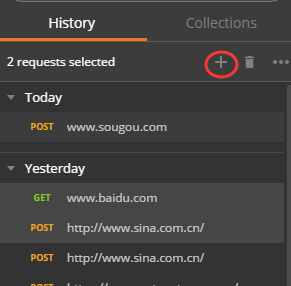 History Collections
2 requests selected
Today
POST www.sougou.com
Yesterday
GET www.baidu.com
POST http://www.sina.com.cn/
POST http://www.sina.com.cn/